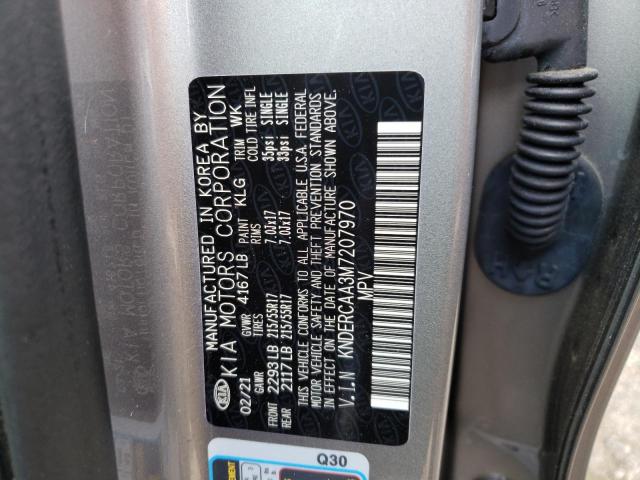 MANUFACTURED IN KOREA BY
KIA KIA MOTORS CORPORATION
02/21 GVWR 4167 LB PAINT KLG TRIM WK
GAWR TIRES RIMS COLD TIRE INFL
FRONT 2293 LB 215/55R17 7.0Jx17 35psi SINGLE
REAR 2117 LB 215/55R17 7.0Jx17 33psi SINGLE
THIS VEHICLE CONFORMS TO ALL APPLICABLE U.S.A. FEDERAL
MOTOR VEHICLE SAFETY AND THEFT PREVENTION STANDARDS
IN EFFECT ON THE DATE OF MANUFACTURE SHOWN ABOVE.
V.I.N KNDERCAA3M7207970
MPV
Q30